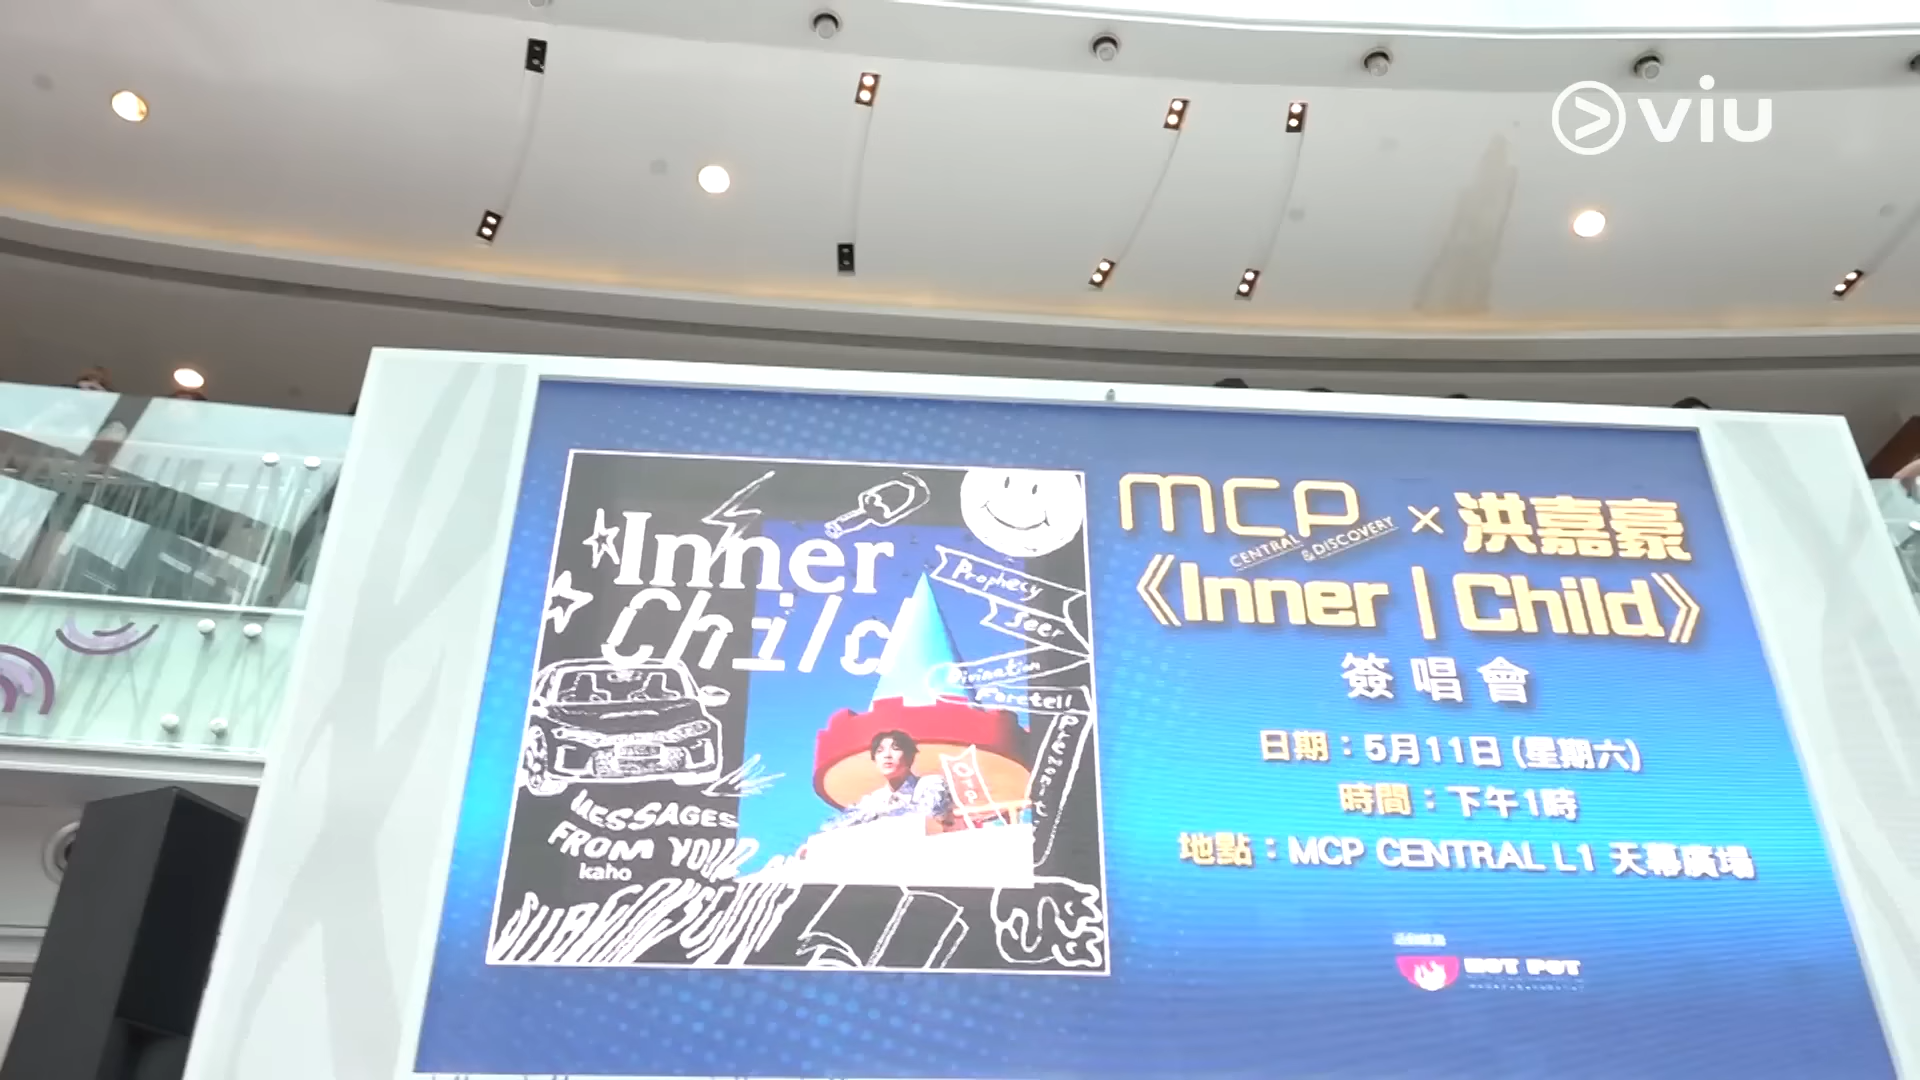 viu
Inner
Child
Prophecy
Seer
Divination
Foretell
MESSAGES
FROM YOUR
kaho
MCP × 洪嘉豪
CENTRAL & DISCOVERY
《Inner | Child》
簽唱會
日期：5月11日 (星期六)
時間：下午1時
地點：MCP CENTRAL L1 天幕廣場
HOT POT